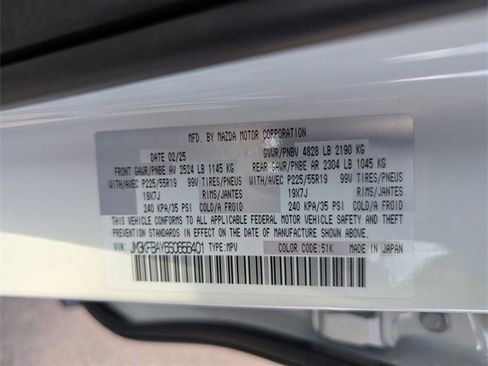 MFD. BY MAZDA MOTOR CORPORATION
DATE 02/25 GVWR/PNBV 4828 LB 2190 KG
FRONT GAWR/PNBE AV 2524 LB 1145 KG REAR GAWR/PNBE AR 2304 LB 1045 KG
WITH/AVEC P225/55R19 99V TIRES/PNEUS WITH/AVEC P225/55R19 99V TIRES/PNEUS
19X7J RIMS/JANTES 19X7J RIMS/JANTES
240 KPA/35 PSI COLD/A FROID 240 KPA/35 PSI COLD/A FROID
THIS VEHICLE CONFORMS TO ALL APPLICABLE FEDERAL MOTOR VEHICLE SAFETY AND THEFT
PREVENTION STANDARDS IN EFFECT ON THE DATE OF MANUFACTURE SHOWN ABOVE.
VIN: TYPE:MPV COLOR CODE: 51K MADE IN JAPAN